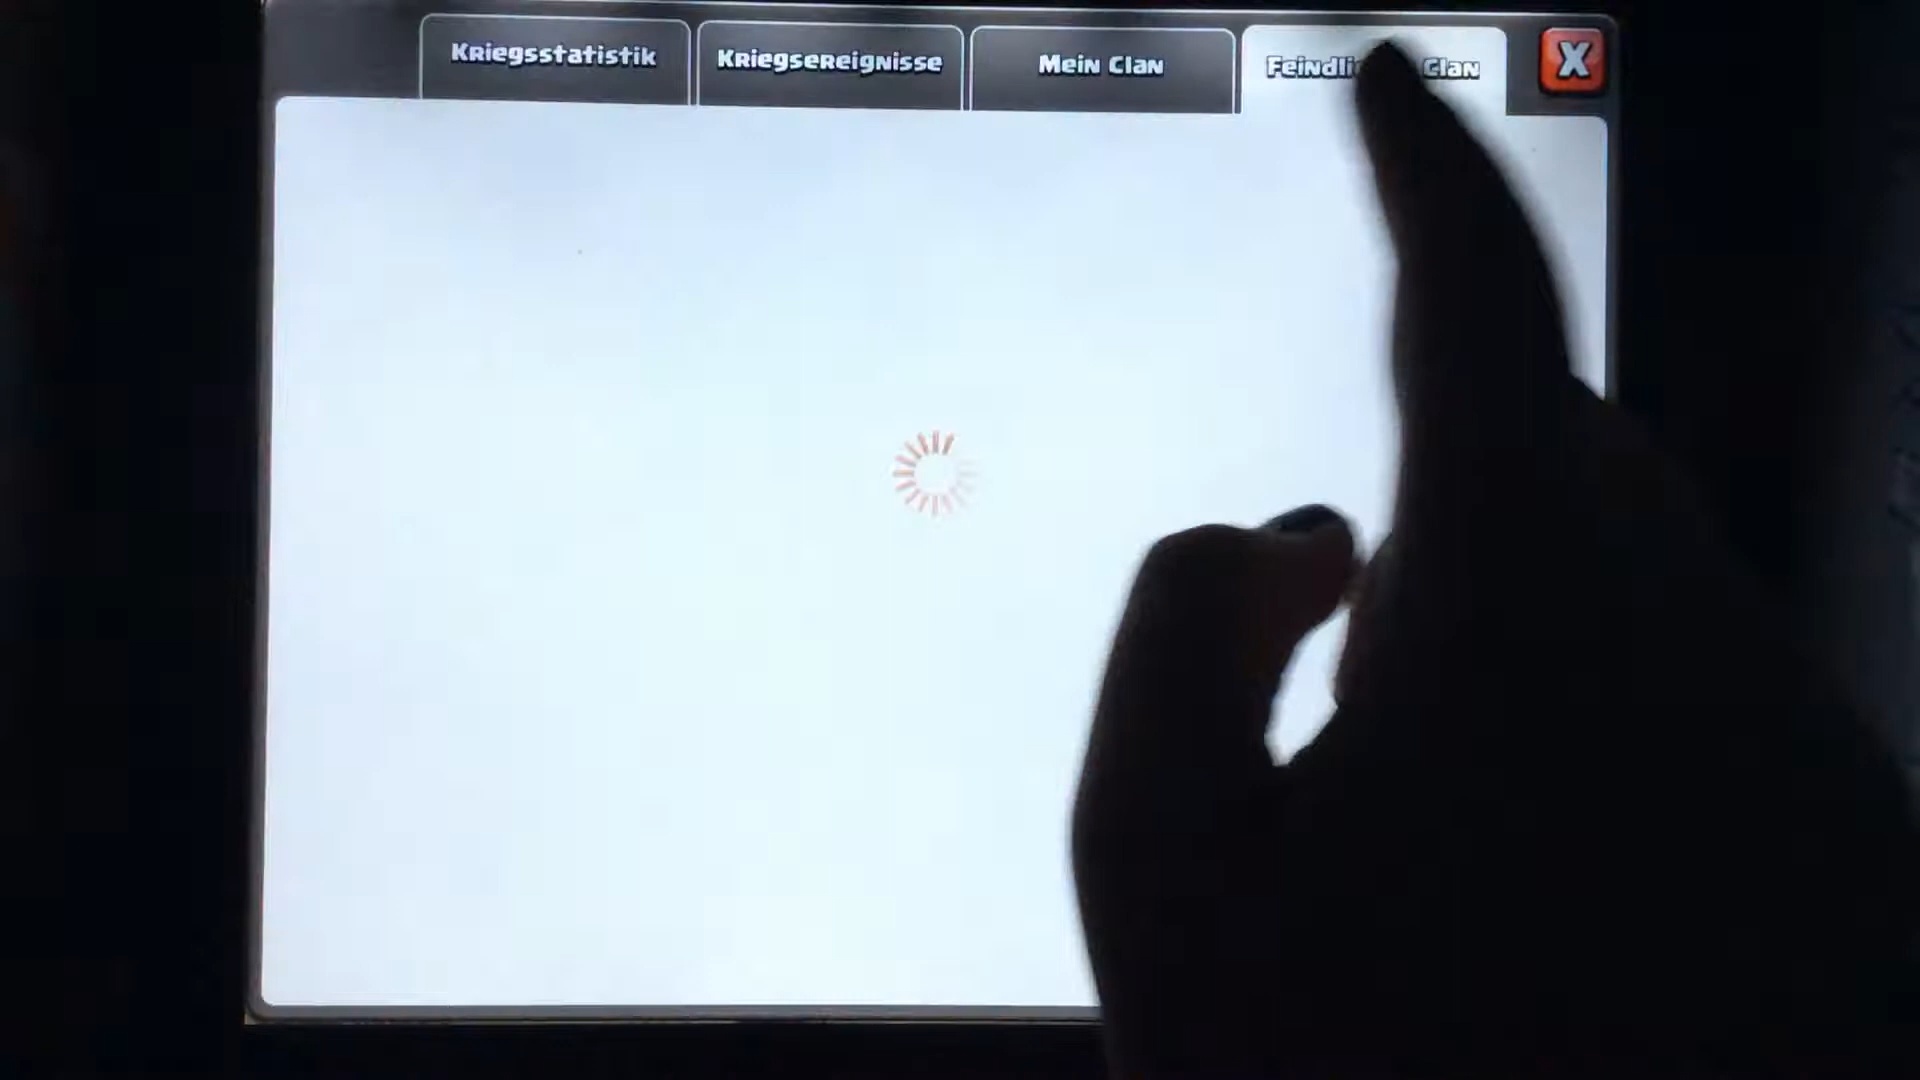 Kriegsstatistik
Kriegsereignisse
Mein Clan
Clan
X